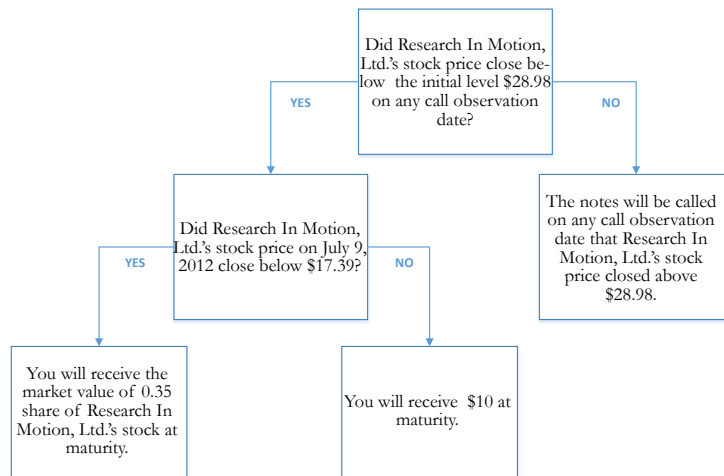 Did Research In Motion,
Ltd.'s stock price close be-
low the initial level $28.98
on any call observation
date?
YES
NO
Did Research In Motion,
Ltd.'s stock price on July 9,
2012 close below $17.39?
The notes will be called
on any call observation
date that Research In
Motion, Ltd.'s stock
price closed above
$28.98.
YES
NO
You will receive the
market value of 0.35
share of Research In
Motion, Ltd.'s stock at
maturity.
You will receive $10 at
maturity.